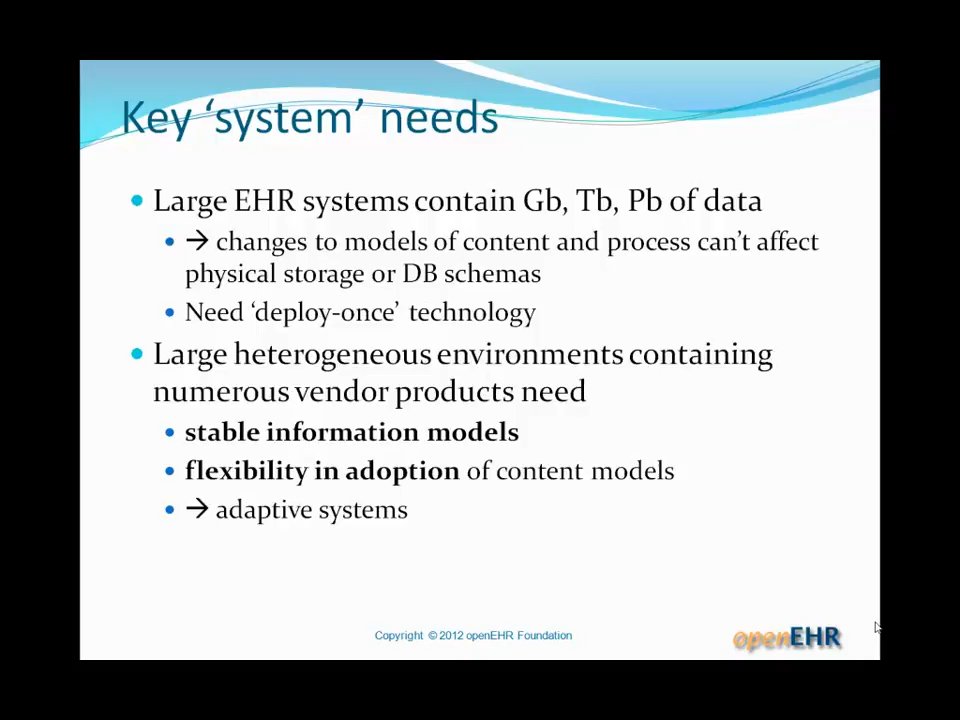 Key ‘system’ needs
• Large EHR systems contain Gb, Tb, Pb of data
• → changes to models of content and process can’t affect
physical storage or DB schemas
• Need ‘deploy-once’ technology
• Large heterogeneous environments containing
numerous vendor products need
• stable information models
• flexibility in adoption of content models
• → adaptive systems
Copyright © 2012 openEHR Foundation
openEHR